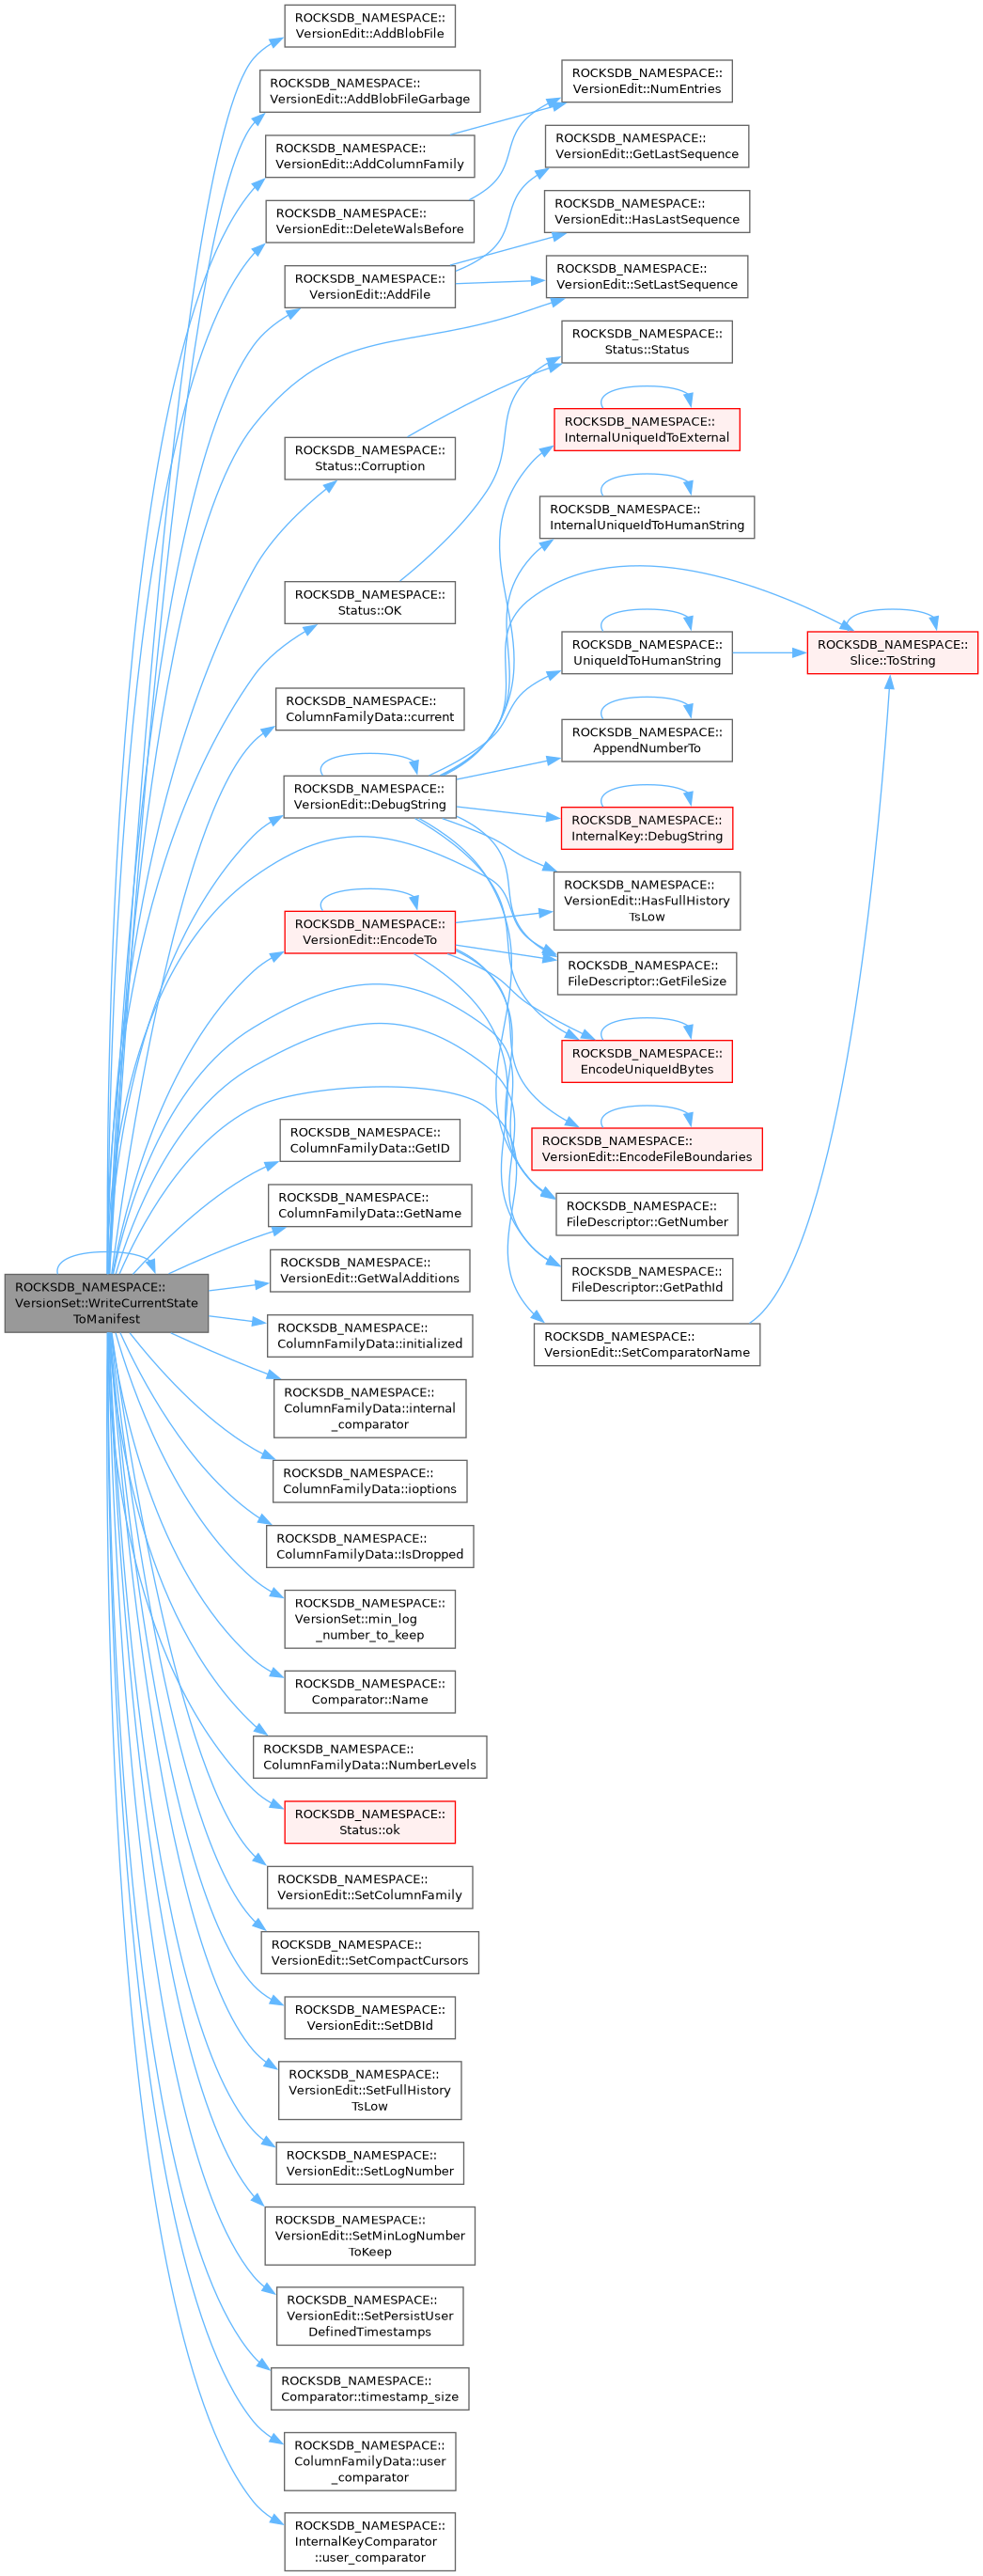 ROCKSDB_NAMESPACE::
VersionSet::WriteCurrentState
ToManifest
ROCKSDB_NAMESPACE::
VersionEdit::AddBlobFile
ROCKSDB_NAMESPACE::
VersionEdit::AddBlobFileGarbage
ROCKSDB_NAMESPACE::
VersionEdit::AddColumnFamily
ROCKSDB_NAMESPACE::
VersionEdit::DeleteWalsBefore
ROCKSDB_NAMESPACE::
VersionEdit::AddFile
ROCKSDB_NAMESPACE::
Status::Corruption
ROCKSDB_NAMESPACE::
Status::OK
ROCKSDB_NAMESPACE::
ColumnFamilyData::current
ROCKSDB_NAMESPACE::
VersionEdit::DebugString
ROCKSDB_NAMESPACE::
VersionEdit::EncodeTo
ROCKSDB_NAMESPACE::
ColumnFamilyData::GetID
ROCKSDB_NAMESPACE::
ColumnFamilyData::GetName
ROCKSDB_NAMESPACE::
VersionEdit::GetWalAdditions
ROCKSDB_NAMESPACE::
ColumnFamilyData::initialized
ROCKSDB_NAMESPACE::
ColumnFamilyData::internal
_comparator
ROCKSDB_NAMESPACE::
ColumnFamilyData::ioptions
ROCKSDB_NAMESPACE::
ColumnFamilyData::IsDropped
ROCKSDB_NAMESPACE::
VersionSet::min_log
_number_to_keep
ROCKSDB_NAMESPACE::
Comparator::Name
ROCKSDB_NAMESPACE::
ColumnFamilyData::NumberLevels
ROCKSDB_NAMESPACE::
Status::ok
ROCKSDB_NAMESPACE::
VersionEdit::SetColumnFamily
ROCKSDB_NAMESPACE::
VersionEdit::SetCompactCursors
ROCKSDB_NAMESPACE::
VersionEdit::SetDBId
ROCKSDB_NAMESPACE::
VersionEdit::SetFullHistory
TsLow
ROCKSDB_NAMESPACE::
VersionEdit::SetLogNumber
ROCKSDB_NAMESPACE::
VersionEdit::SetMinLogNumber
ToKeep
ROCKSDB_NAMESPACE::
VersionEdit::SetPersistUser
DefinedTimestamps
ROCKSDB_NAMESPACE::
Comparator::timestamp_size
ROCKSDB_NAMESPACE::
ColumnFamilyData::user
_comparator
ROCKSDB_NAMESPACE::
InternalKeyComparator
::user_comparator
ROCKSDB_NAMESPACE::
VersionEdit::NumEntries
ROCKSDB_NAMESPACE::
VersionEdit::GetLastSequence
ROCKSDB_NAMESPACE::
VersionEdit::HasLastSequence
ROCKSDB_NAMESPACE::
VersionEdit::SetLastSequence
ROCKSDB_NAMESPACE::
Status::Status
ROCKSDB_NAMESPACE::
InternalUniqueIdToExternal
ROCKSDB_NAMESPACE::
InternalUniqueIdToHumanString
ROCKSDB_NAMESPACE::
UniqueIdToHumanString
ROCKSDB_NAMESPACE::
AppendNumberTo
ROCKSDB_NAMESPACE::
InternalKey::DebugString
ROCKSDB_NAMESPACE::
VersionEdit::HasFullHistory
TsLow
ROCKSDB_NAMESPACE::
FileDescriptor::GetFileSize
ROCKSDB_NAMESPACE::
EncodeUniqueIdBytes
ROCKSDB_NAMESPACE::
VersionEdit::EncodeFileBoundaries
ROCKSDB_NAMESPACE::
FileDescriptor::GetNumber
ROCKSDB_NAMESPACE::
FileDescriptor::GetPathId
ROCKSDB_NAMESPACE::
VersionEdit::SetComparatorName
ROCKSDB_NAMESPACE::
Slice::ToString